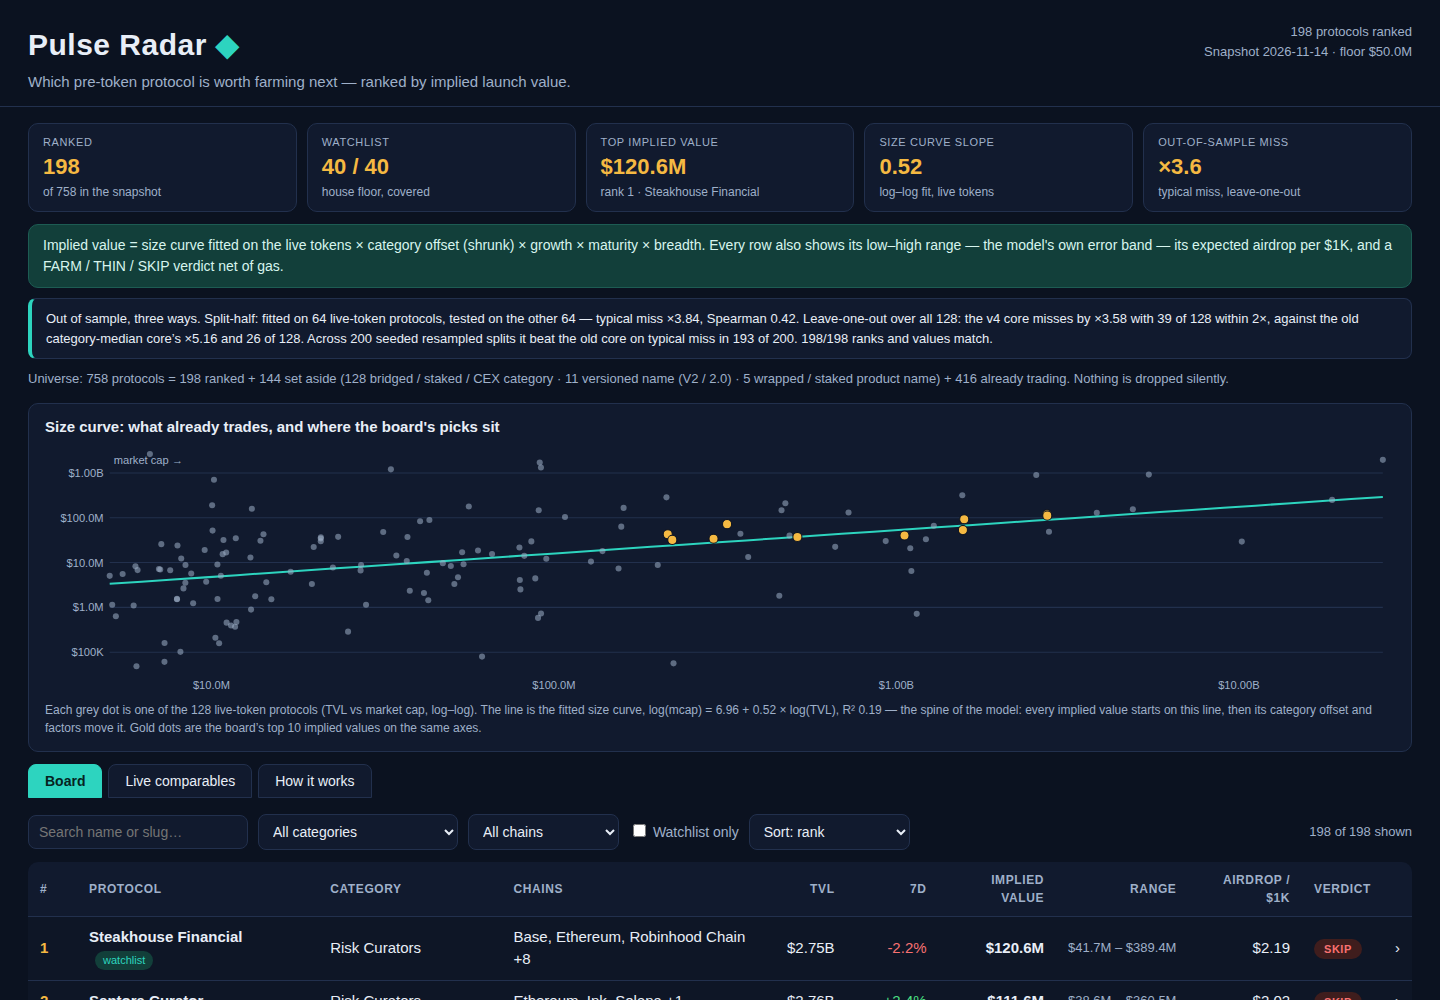 Pulse Radar
198 protocols ranked
Snapshot 2026-11-14 · floor $50.0M
Which pre-token protocol is worth farming next — ranked by implied launch value.
RANKED
198
of 758 in the snapshot
WATCHLIST
40 / 40
house floor, covered
TOP IMPLIED VALUE
$120.6M
rank 1 · Steakhouse Financial
SIZE CURVE SLOPE
0.52
log–log fit, live tokens
OUT-OF-SAMPLE MISS
×3.6
typical miss, leave-one-out
Implied value = size curve fitted on the live tokens × category offset (shrunk) × growth × maturity × breadth. Every row also shows its low–high range — the model's own error band — its expected airdrop per $1K, and a
FARM / THIN / SKIP verdict net of gas.
Out of sample, three ways. Split-half: fitted on 64 live-token protocols, tested on the other 64 — typical miss ×3.84, Spearman 0.42. Leave-one-out over all 128: the v4 core misses by ×3.58 with 39 of 128 within 2×, against the old
category-median core's ×5.16 and 26 of 128. Across 200 seeded resampled splits it beat the old core on typical miss in 193 of 200. 198/198 ranks and values match.
Universe: 758 protocols = 198 ranked + 144 set aside (128 bridged / staked / CEX category · 11 versioned name (V2 / 2.0) · 5 wrapped / staked product name) + 416 already trading. Nothing is dropped silently.
Size curve: what already trades, and where the board's picks sit
market cap →
$1.00B
$100.0M
$10.0M
$1.0M
$100K
$10.0M
$100.0M
$1.00B
$10.00B
Each grey dot is one of the 128 live-token protocols (TVL vs market cap, log–log). The line is the fitted size curve, log(mcap) = 6.96 + 0.52 × log(TVL), R² 0.19 — the spine of the model: every implied value starts on this line, then its category offset and
factors move it. Gold dots are the board's top 10 implied values on the same axes.
Board
Live comparables
How it works
Search name or slug…
All categories
All chains
Watchlist only
Sort: rank
198 of 198 shown
# PROTOCOL CATEGORY CHAINS TVL 7D IMPLIED VALUE RANGE AIRDROP / $1K VERDICT
1 Steakhouse Financial watchlist Risk Curators Base, Ethereum, Robinhood Chain +8 $2.75B -2.2% $120.6M $41.7M – $389.4M $2.19 SKIP ›